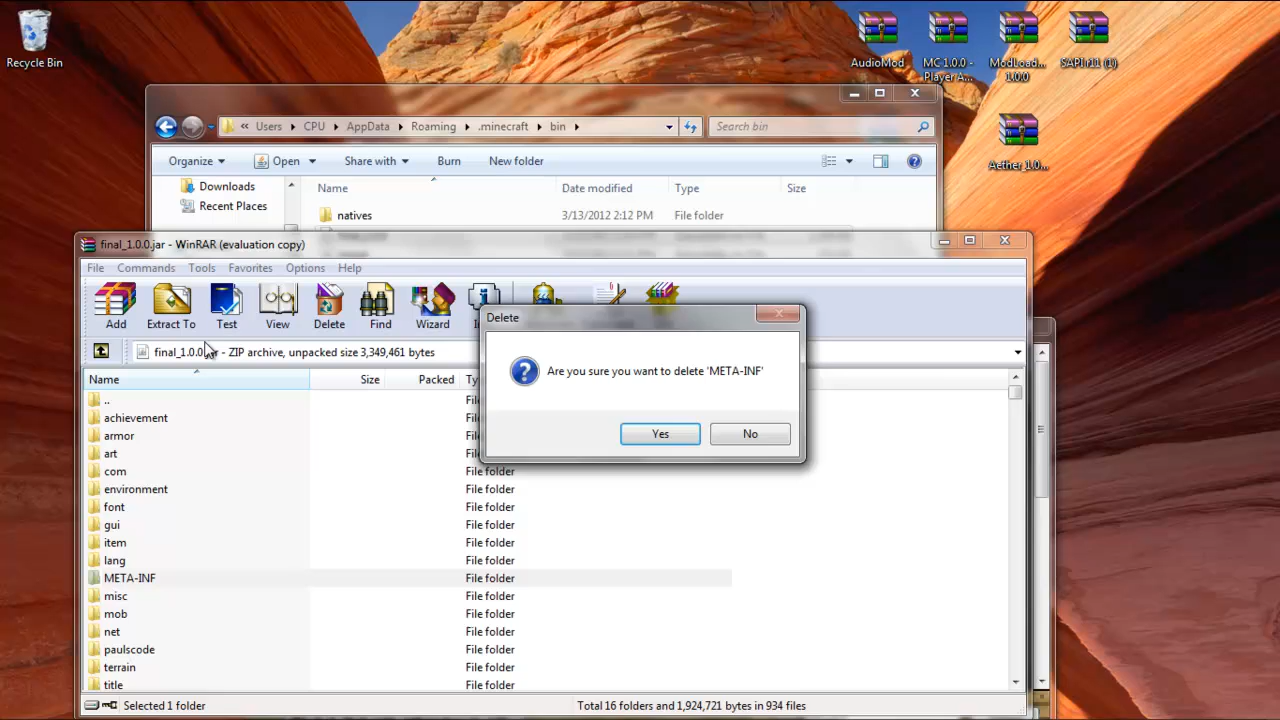 Recycle Bin
AudioMod
MC 1.0.0 -
Player A...
ModLoad...
1.0.0
SAPI r11 (1)
Aether_1.0...
« Users CPU AppData Roaming .minecraft bin
Search bin
Organize Open Share with Burn New folder
Downloads
Recent Places
Name Date modified Type Size
natives 3/13/2012 2:12 PM File folder
final_1.0.0.jar - WinRAR (evaluation copy)
File Commands Tools Favorites Options Help
Add Extract To Test View Delete Find Wizard
final_1.0.0 - ZIP archive, unpacked size 3,349,461 bytes
Name Size Packed
..
achievement
armor
art
com File folder
environment File folder
font File folder
gui File folder
item File folder
lang File folder
META-INF File folder
misc File folder
mob File folder
net File folder
paulscode File folder
terrain File folder
title File folder
Selected 1 folder
Total 16 folders and 1,924,721 bytes in 934 files
Delete
Are you sure you want to delete 'META-INF'
Yes No